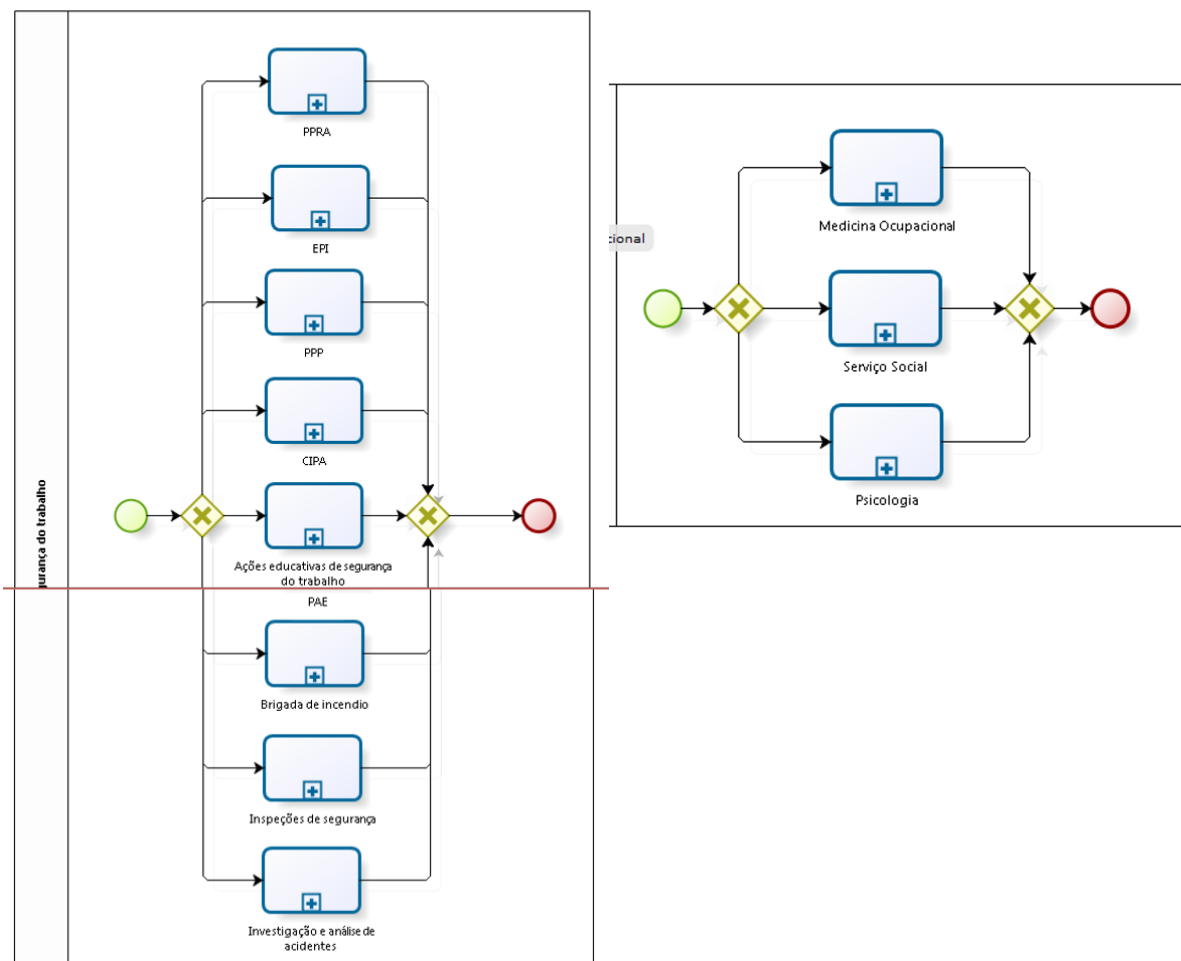 PPRA
EPI
PPP
CIPA
gurança do trabalho
Ações educativas de segurança
do trabalho
PAE
Brigada de incendio
Inspeções de segurança
Investigação e análise de
acidentes
cional
Medicina Ocupacional
Serviço Social
Psicologia